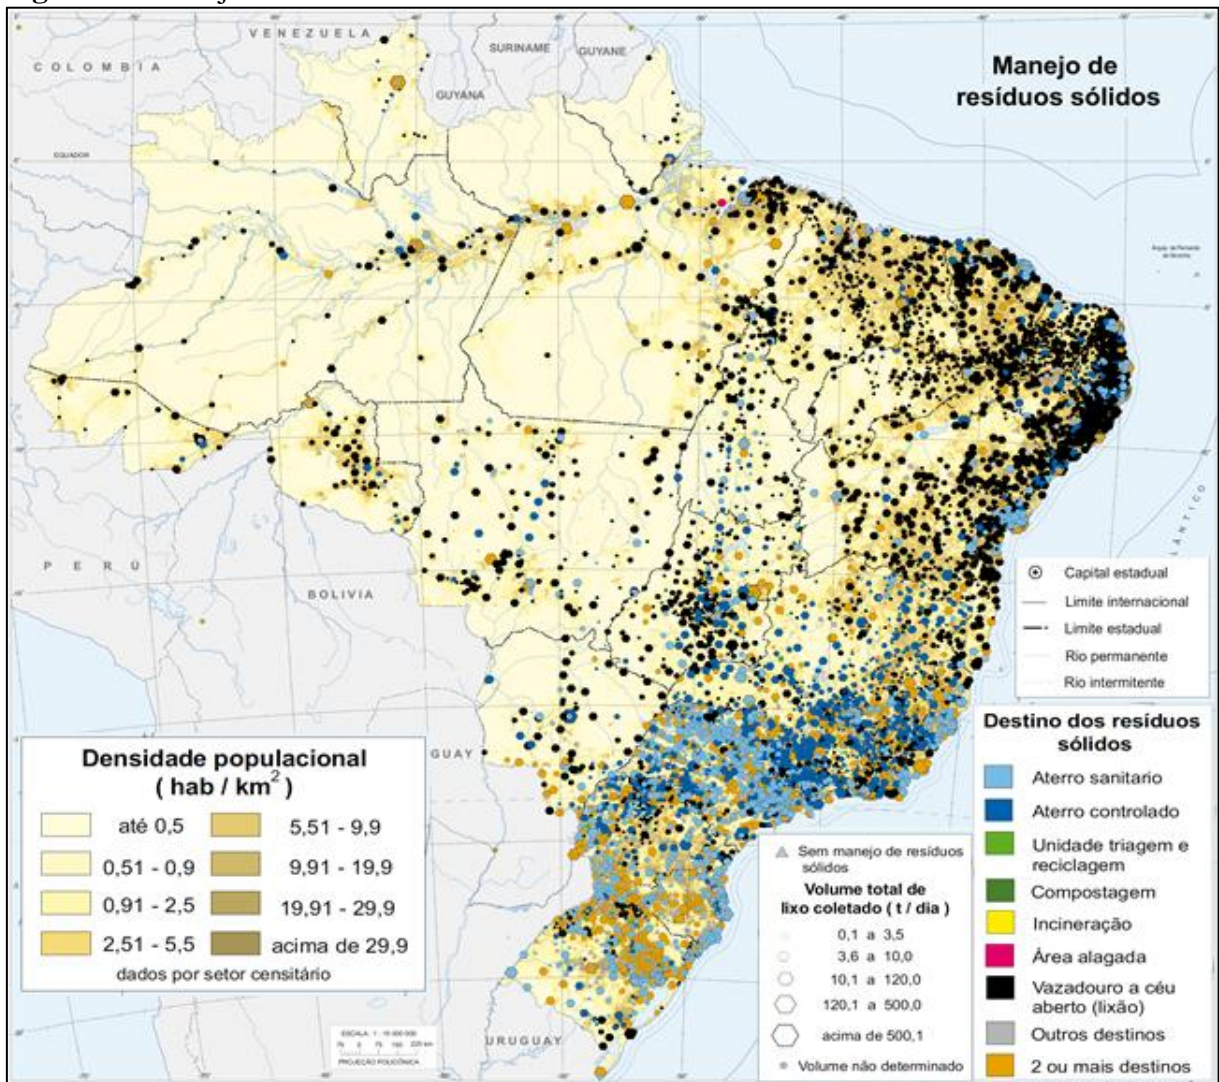 VENEZUELA
SURINAME
GUYANE
COLOMBIA
GUYANA
Manejo de
resíduos sólidos
EQUADOR
PERÚ
BOLIVIA
LANTICO
Capital estadual
Limite internacional
Limite estadual
Rio permanente
Rio intermitente
GUAY
Densidade populacional
( hab / km² )
até 0,5
5,51 - 9,9
0,51 - 0,9
9,91 - 19,9
0,91 - 2,5
19,91 - 29,9
2,51 - 5,5
acima de 29,9
dados por setor censitário
Destino dos resíduos
sólidos
Aterro sanitario
Aterro controlado
Unidade triagem e
reciclagem
Compostagem
Incineração
Área alagada
Vazadouro a céu
aberto (lixão)
Outros destinos
2 ou mais destinos
Sem manejo de resíduos
sólidos
Volume total de
lixo coletado ( t / dia )
0,1 a 3,5
3,6 a 10,0
10,1 a 120,0
120,1 a 500,0
acima de 500,1
Volume não determinado
URUGUAY
PROJEÇÃO POLICÔNICA